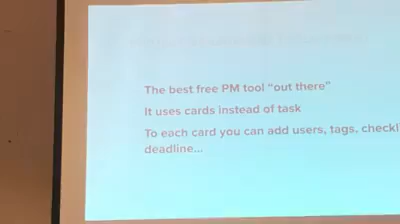 The best free PM tool “out there”
It uses cards instead of task
To each card you can add users, tags, checkl
deadline...